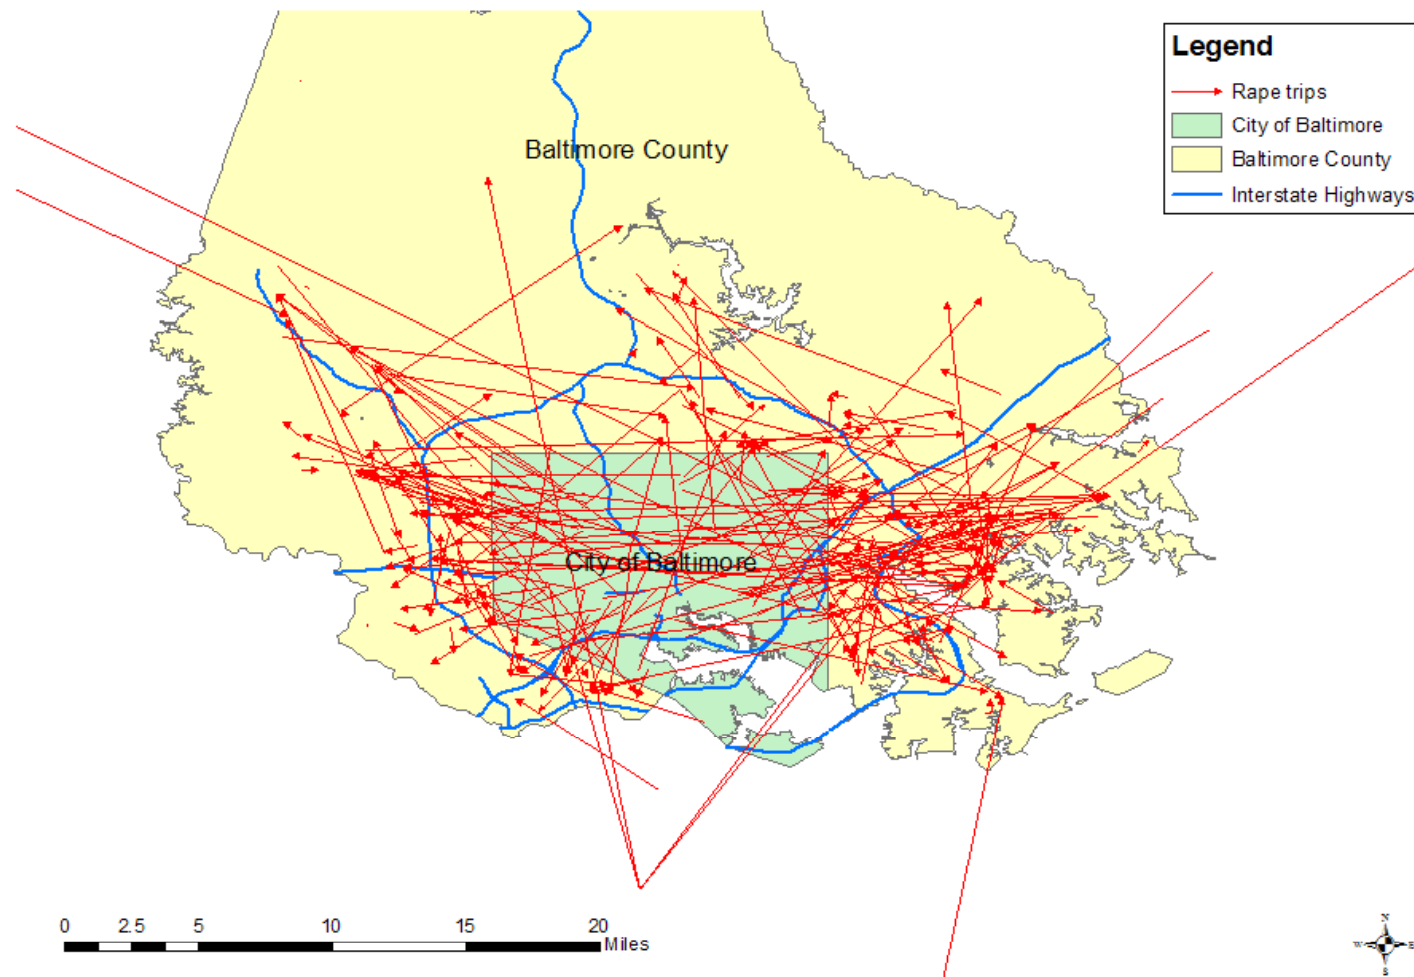 Legend
Rape trips
City of Baltimore
Baltimore County
Interstate Highways
Baltimore County
City of Baltimore
0 2.5 5 10 15 20
Miles
N
W E
S